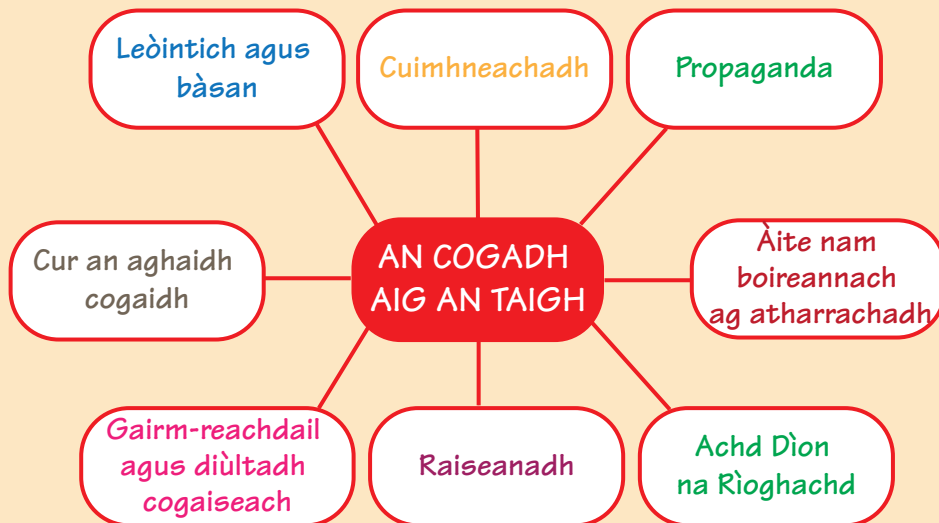 Leòintich agus
bàsan
Cuimhneachadh
Propaganda
Cur an aghaidh
cogaidh
AN COGADH
AIG AN TAIGH
Àite nam
boireannach
ag atharrachadh
Gairm-reachdail
agus diùltadh
cogaiseach
Raiseanadh
Achd Dìon
na Rìoghachd